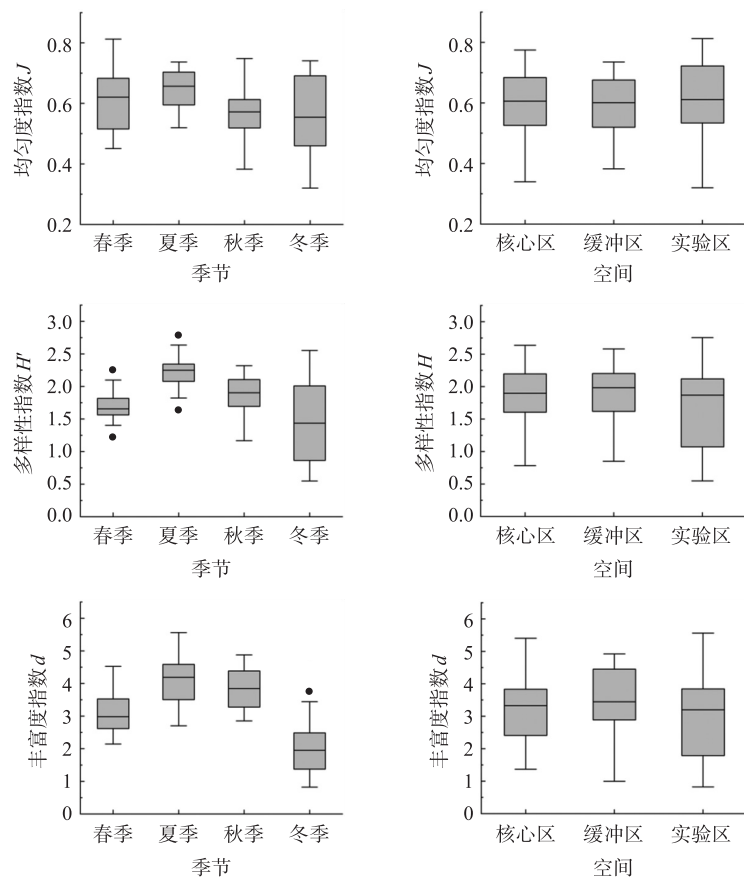 均匀度指数J
0.8
0.6
0.4
0.2
春季 夏季 秋季 冬季
季节
均匀度指数J
0.8
0.6
0.4
0.2
核心区 缓冲区 实验区
空间
多样性指数H'
3.0
2.5
2.0
1.5
1.0
0.5
0.0
春季 夏季 秋季 冬季
季节
多样性指数H
3.0
2.5
2.0
1.5
1.0
0.5
0.0
核心区 缓冲区 实验区
空间
丰富度指数d
6
5
4
3
2
1
0
春季 夏季 秋季 冬季
季节
丰富度指数d
6
5
4
3
2
1
0
核心区 缓冲区 实验区
空间